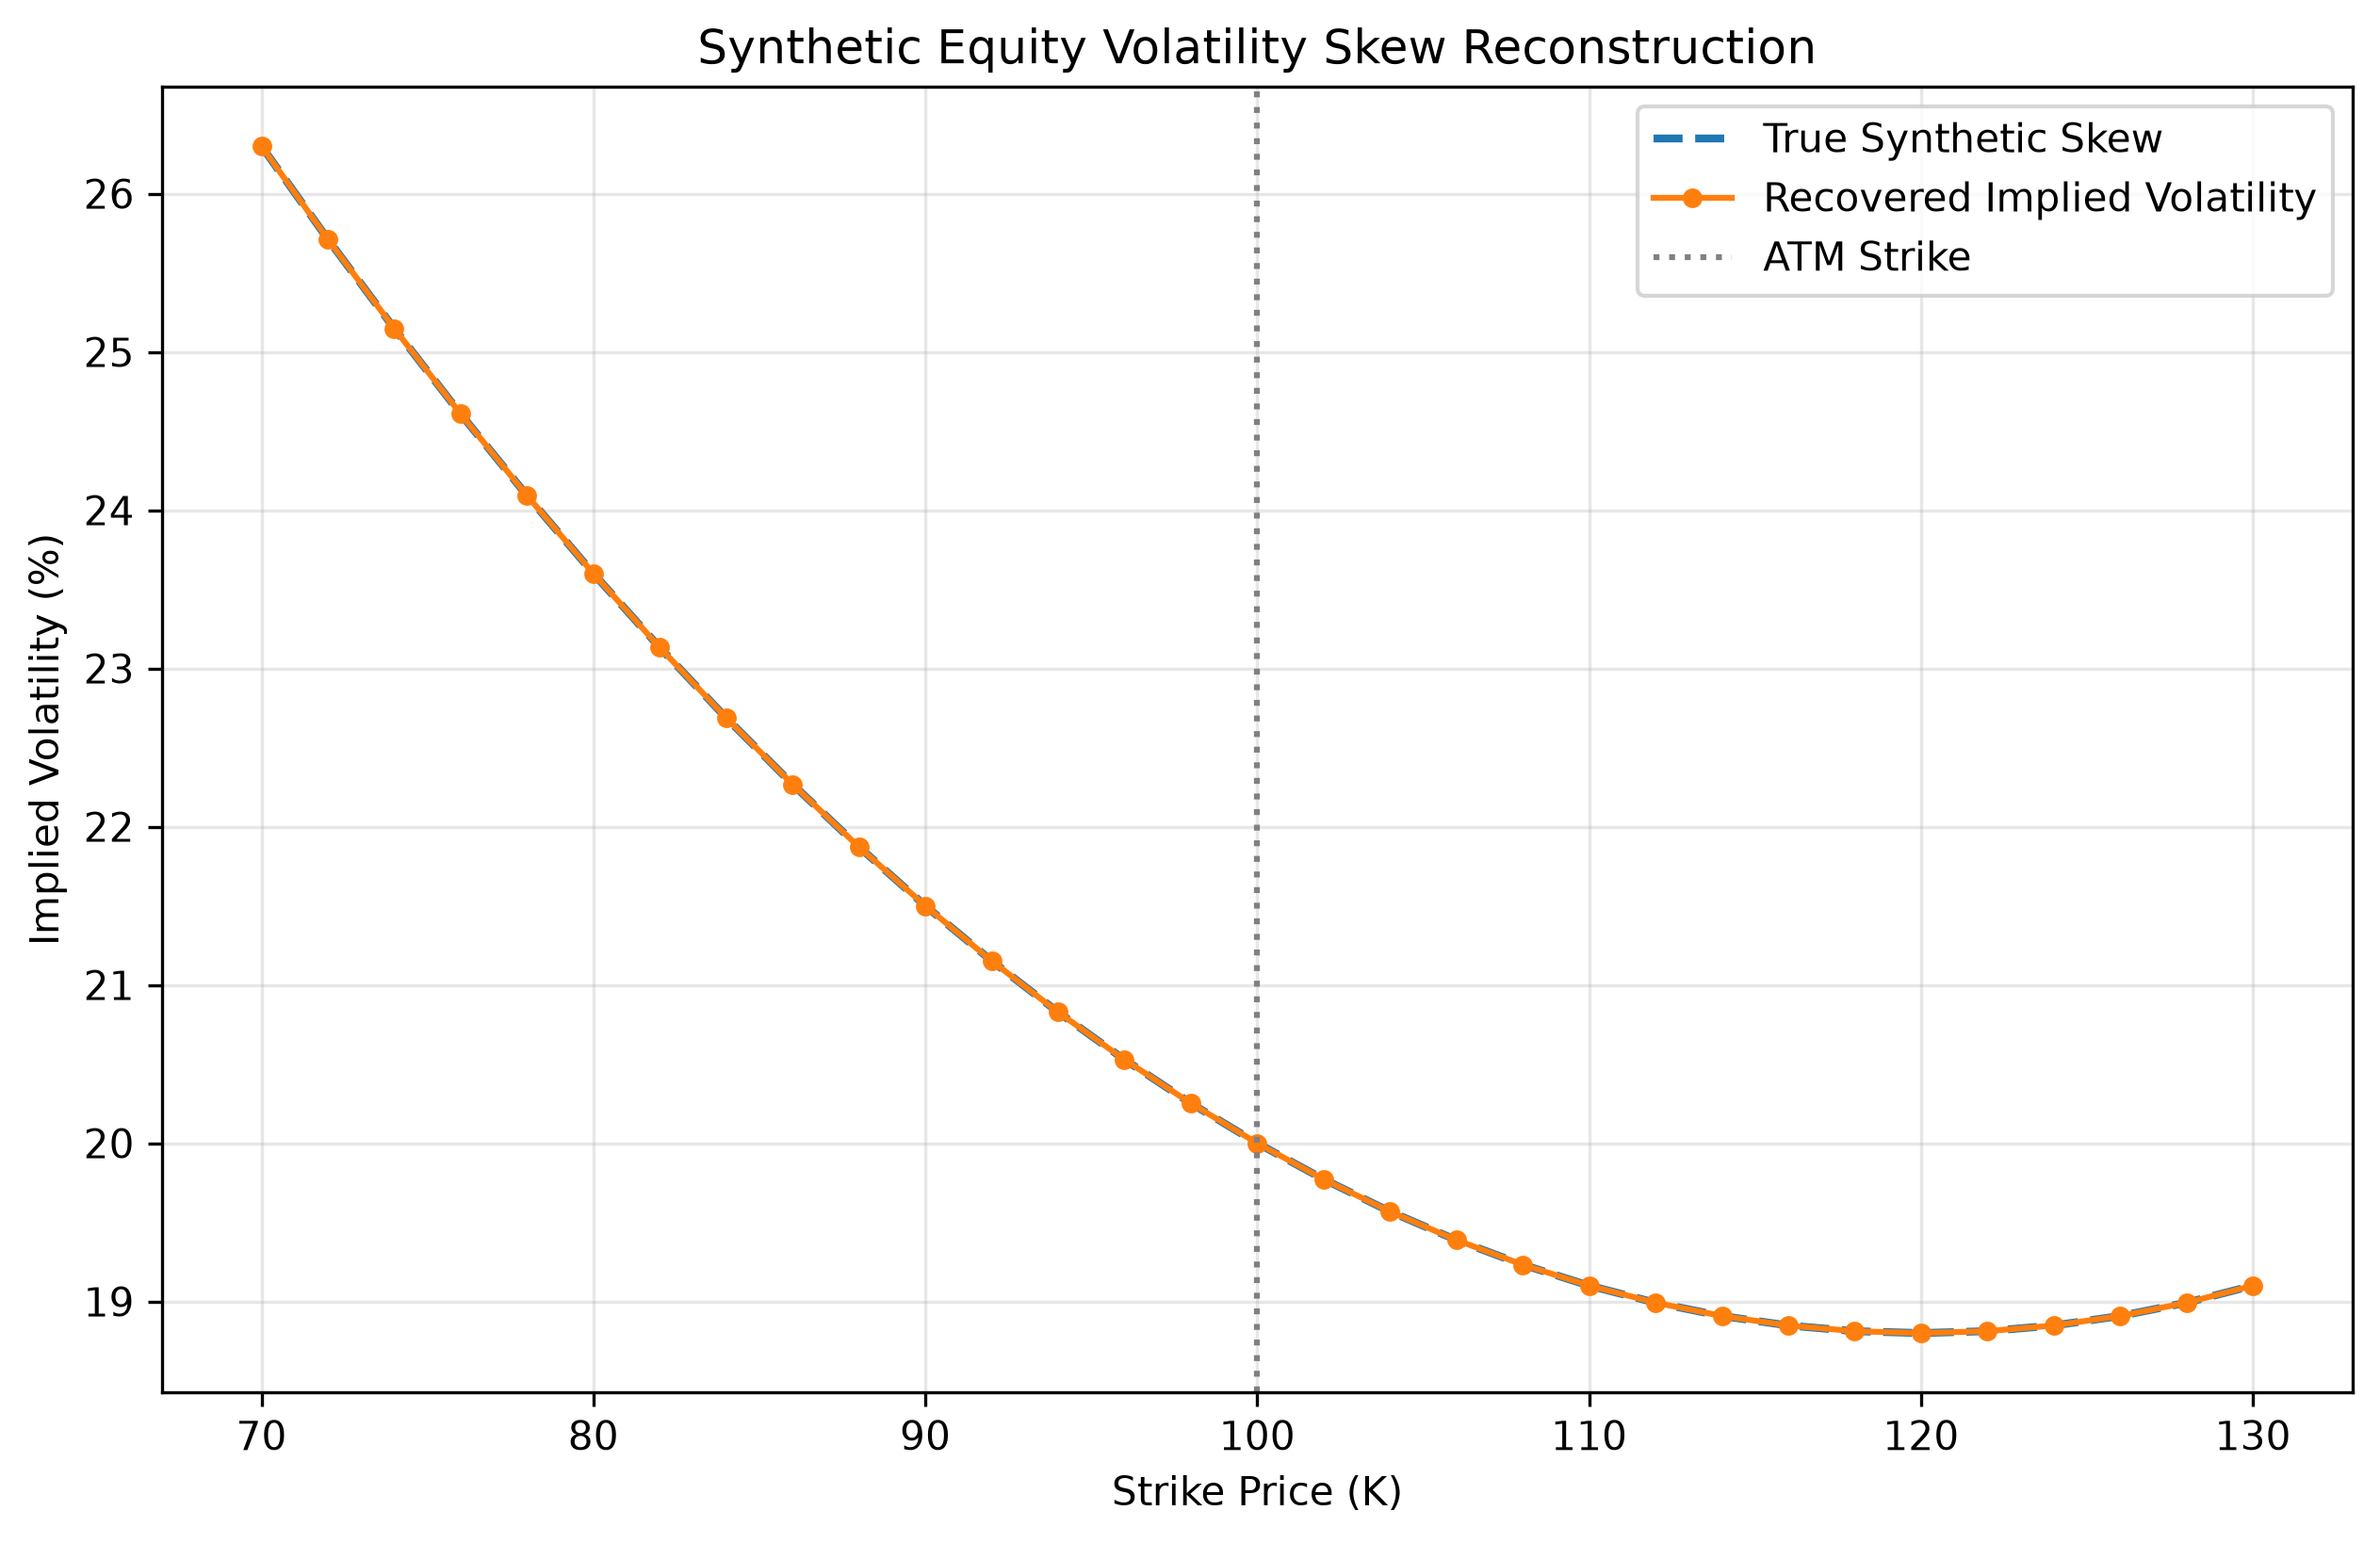 Synthetic Equity Volatility Skew Reconstruction
True Synthetic Skew
Recovered Implied Volatility
ATM Strike
Implied Volatility (%)
26
25
24
23
22
21
20
19
70 80 90 100 110 120 130
Strike Price (K)